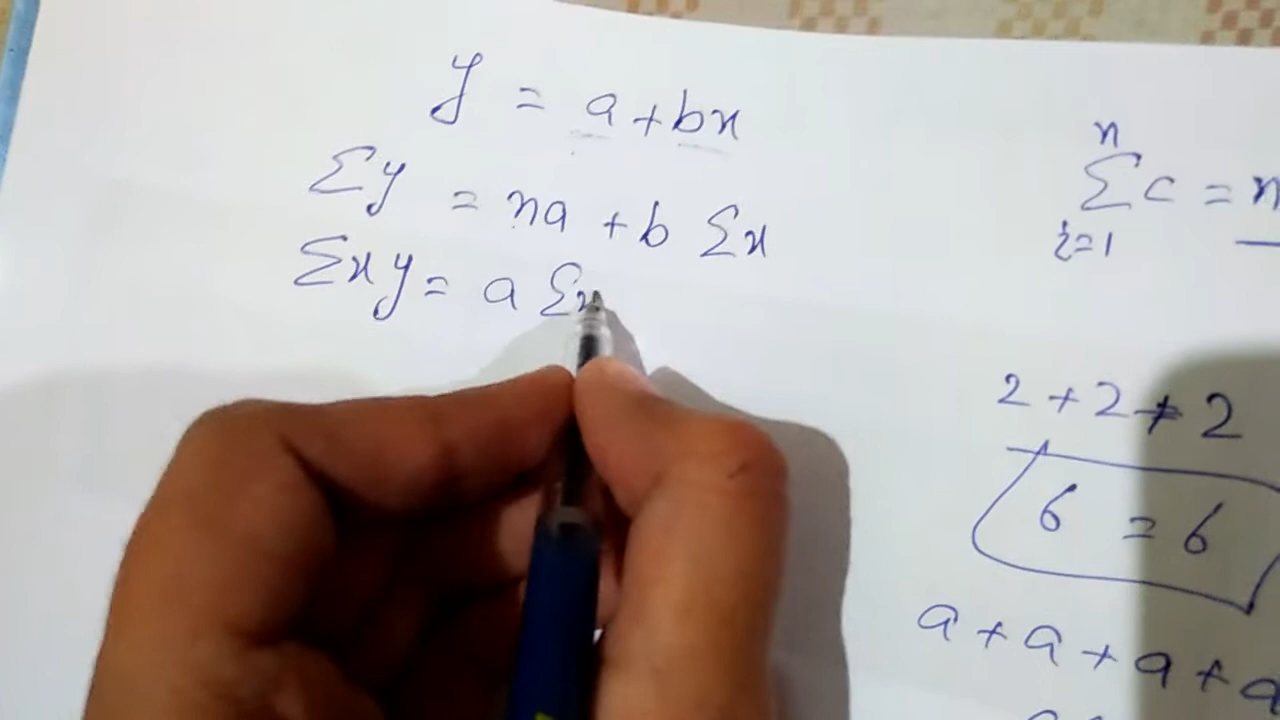 y = a + bx
Σy = na + b Σx
Σxy = a Σx
n
Σ c = n
i=1
2 + 2 + 2
6 = 6
a + a + a + a